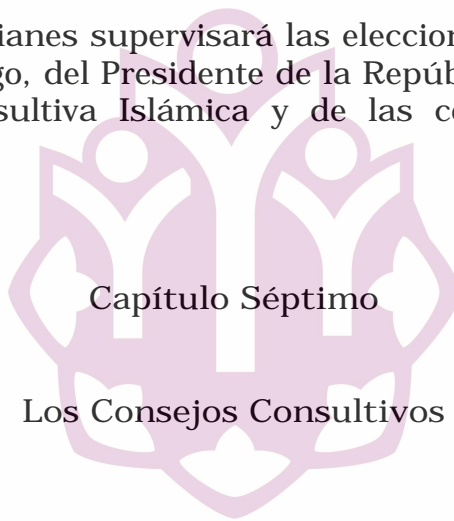 ianes supervisará las eleccion
go, del Presidente de la Repúb
sultiva Islámica y de las c
Capítulo Séptimo
Los Consejos Consultivos